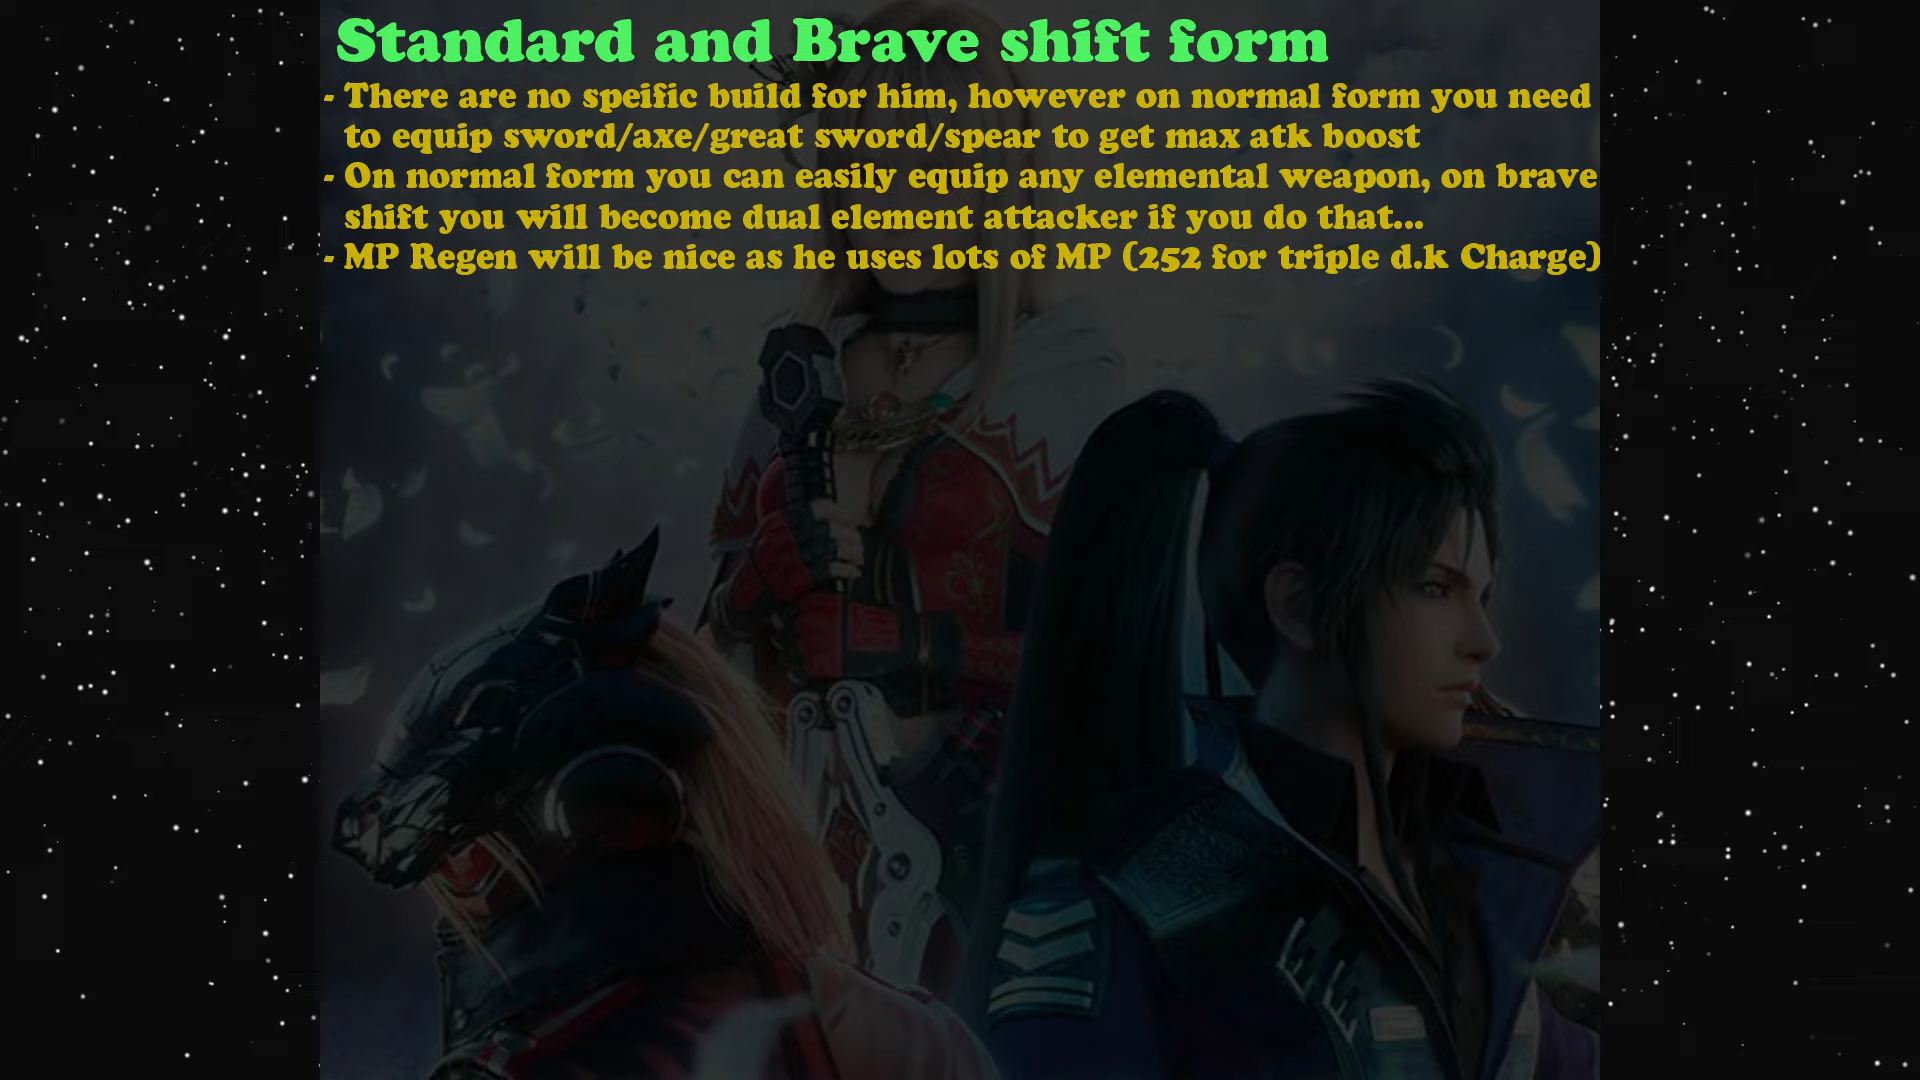 Standard and Brave shift form
- There are no speific build for him, however on normal form you need
to equip sword/axe/great sword/spear to get max atk boost
- On normal form you can easily equip any elemental weapon, on brave
shift you will become dual element attacker if you do that...
- MP Regen will be nice as he uses lots of MP (252 for triple d.k Charge)